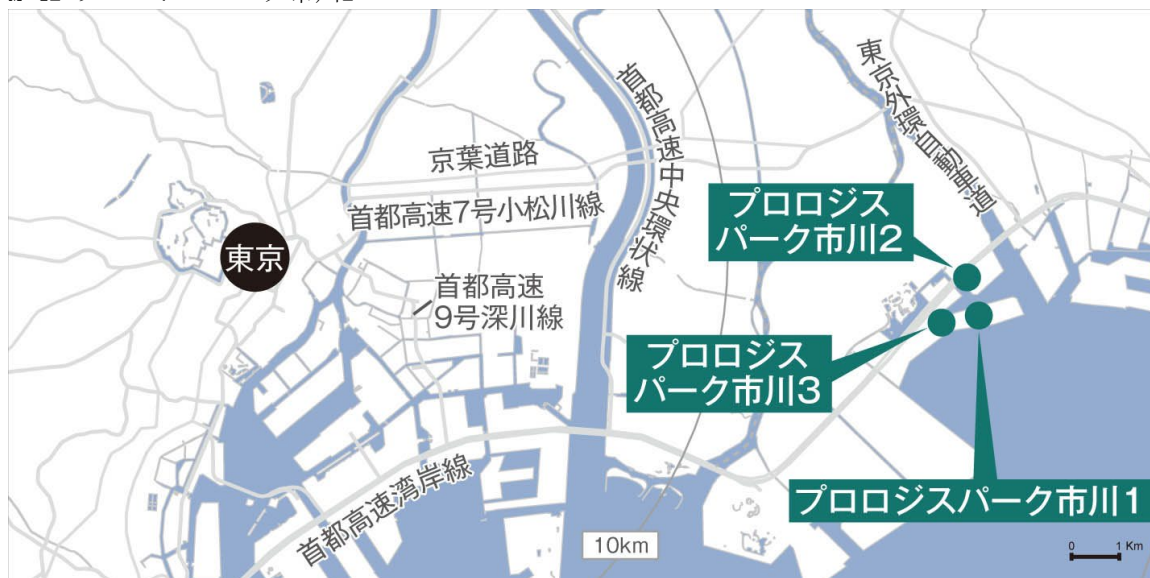 東京外環自動車道
首都高速中央環状線
京葉道路
首都高速7号小松川線
プロロジス
パーク市川2
東京
首都高速
9号深川線
プロロジス
パーク市川3
プロロジスパーク市川1
首都高速湾岸線
10km
0 1 Km